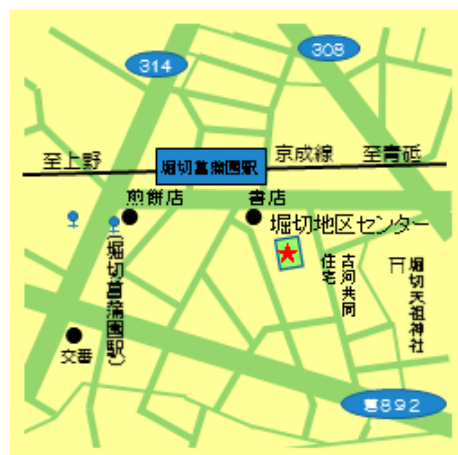 308
314
京成線
至青砥
至上野
堀切菖蒲園駅
煎餅店
書店
堀切地区センター
(堀切菖蒲園駅)
古河共同
住宅
堀切天祖神社
交番
葛892